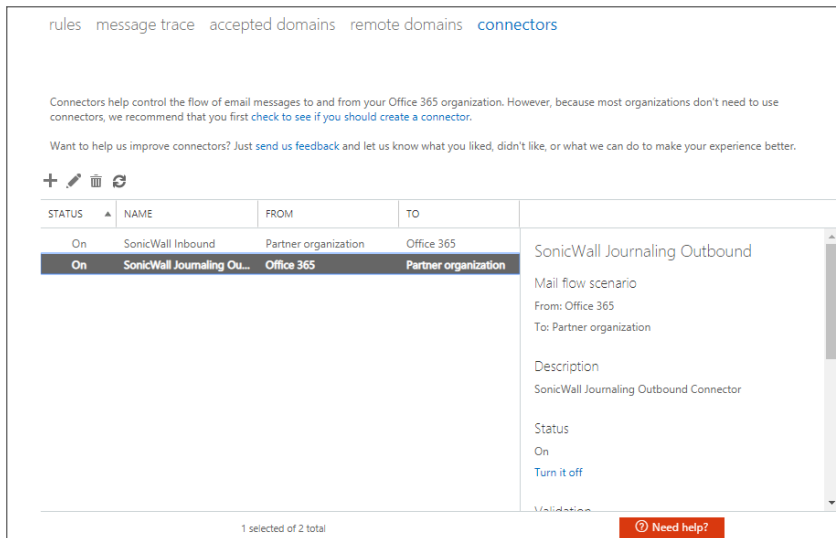 rules message trace accepted domains remote domains connectors
Connectors help control the flow of email messages to and from your Office 365 organization. However, because most organizations don't need to use
connectors, we recommend that you first check to see if you should create a connector.
Want to help us improve connectors? Just send us feedback and let us know what you liked, didn't like, or what we can do to make your experience better.
STATUS NAME FROM TO
On SonicWall Inbound Partner organization Office 365
On SonicWall Journaling Ou... Office 365 Partner organization
SonicWall Journaling Outbound
Mail flow scenario
From: Office 365
To: Partner organization
Description
SonicWall Journaling Outbound Connector
Status
On
Turn it off
Validation
1 selected of 2 total
Need help?